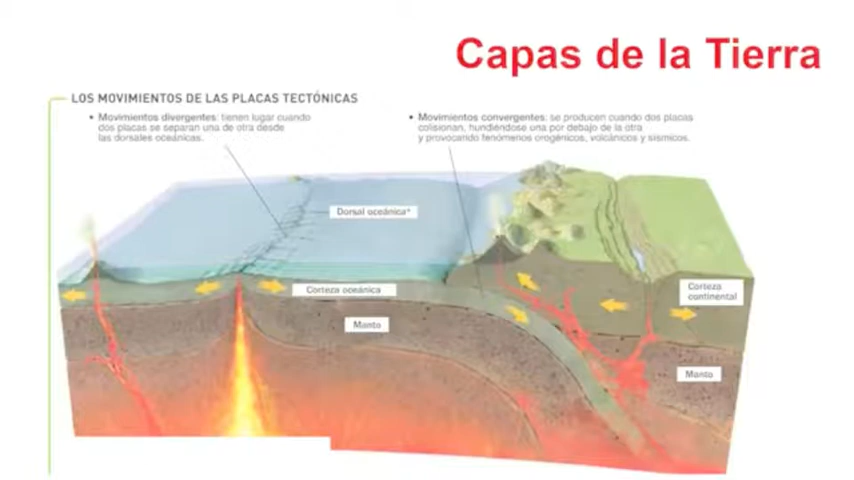 Capas de la Tierra
LOS MOVIMIENTOS DE LAS PLACAS TECTÓNICAS
• Movimientos divergentes: tienen lugar cuando
dos placas se separan una de otra desde
las dorsales oceánicas.
• Movimientos convergentes: se producen cuando dos placas
colisionan, hundiéndose una por debajo de la otra
y provocando fenómenos orogénicos, volcánicos y sísmicos.
Dorsal oceánica*
Corteza oceánica
Corteza
continental
Manto
Manto